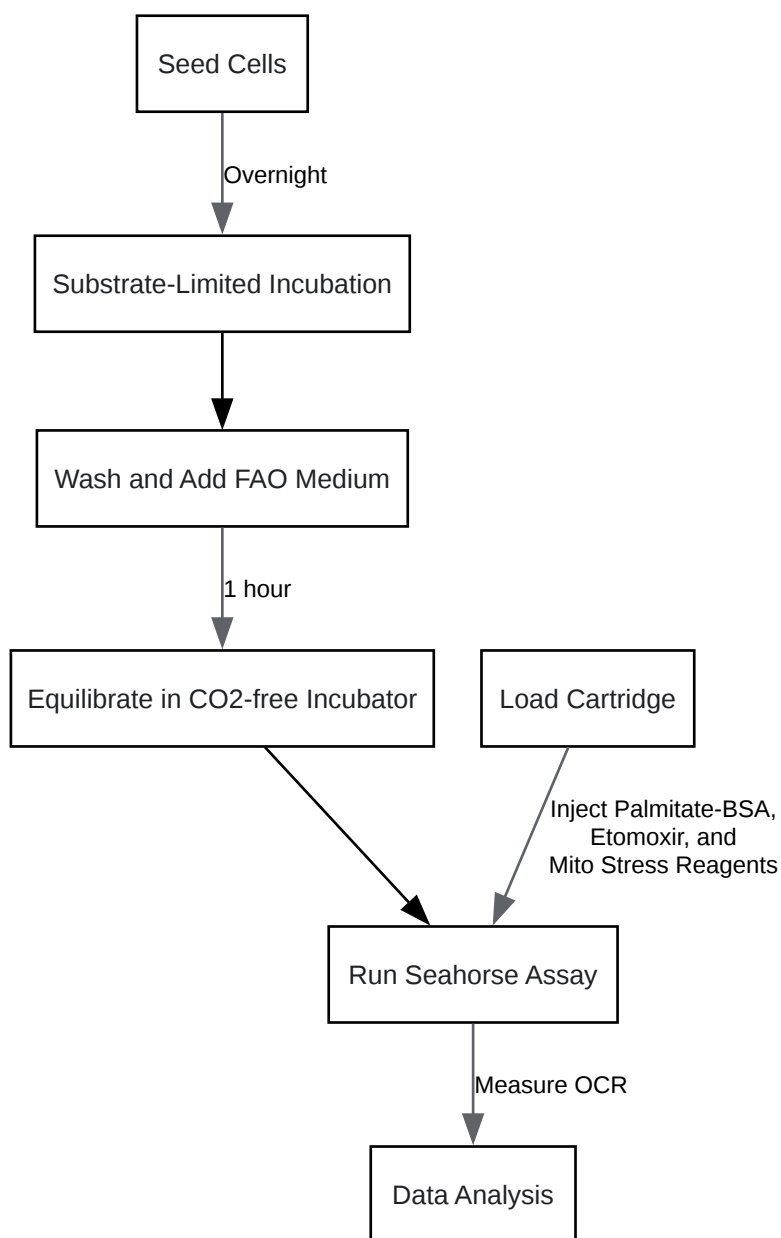 Seed Cells
Overnight
Substrate-Limited Incubation
Wash and Add FAO Medium
1 hour
Equilibrate in CO2-free Incubator
Load Cartridge
Inject Palmitate-BSA,
Etomoxir, and
Mito Stress Reagents
Run Seahorse Assay
Measure OCR
Data Analysis